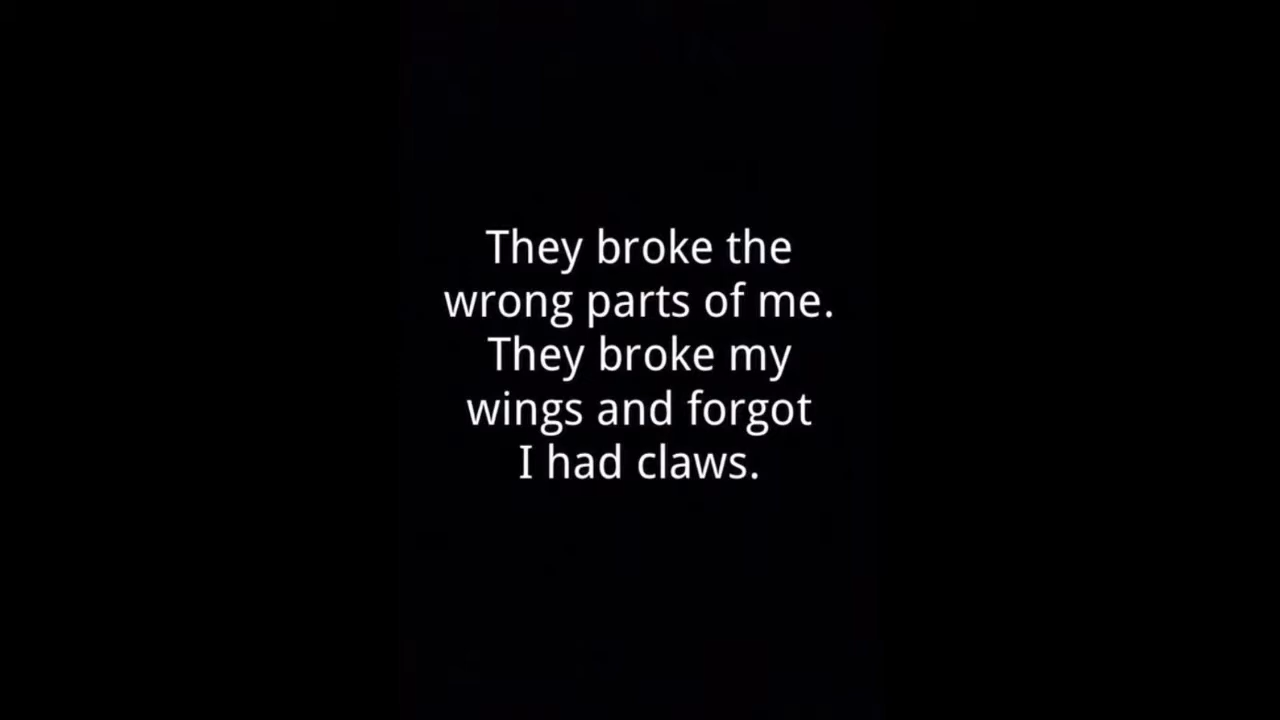 They broke the
wrong parts of me.
They broke my
wings and forgot
I had claws.